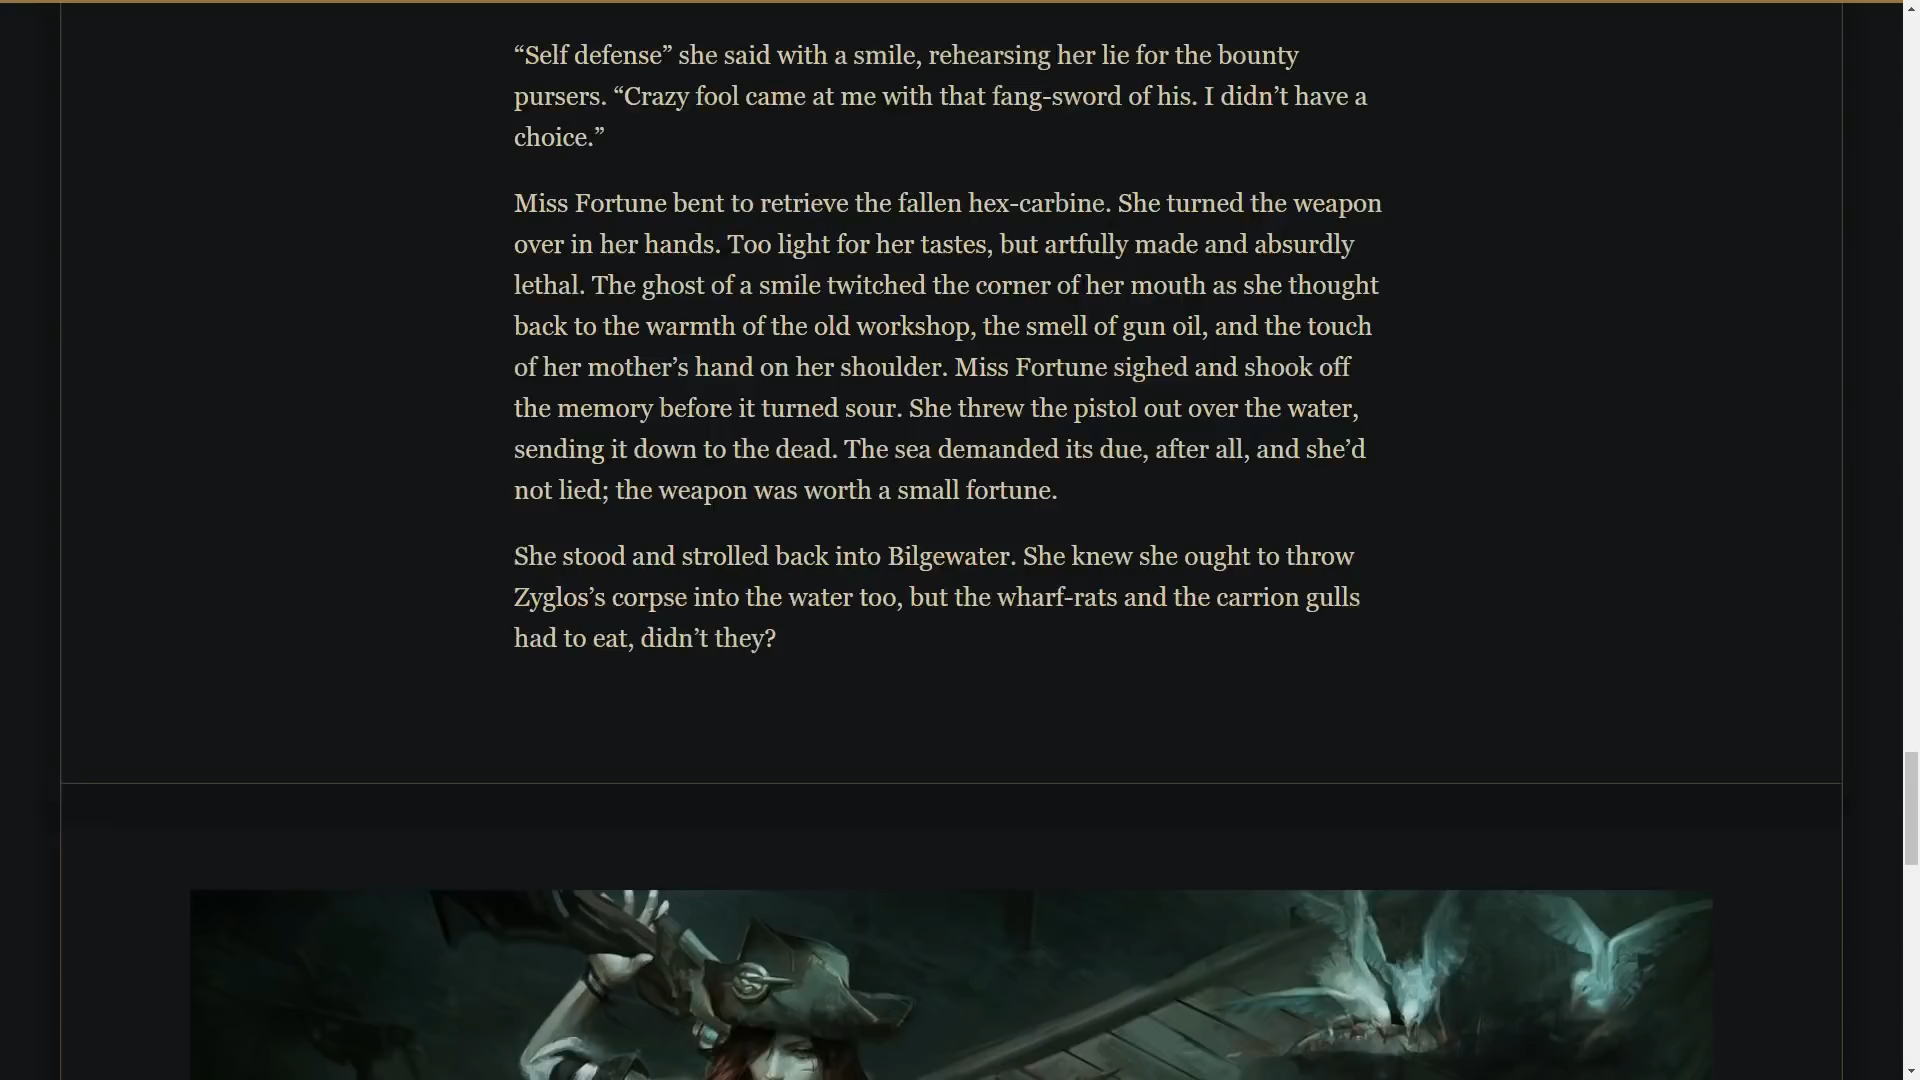 “Self defense” she said with a smile, rehearsing her lie for the bounty
pursers. “Crazy fool came at me with that fang-sword of his. I didn’t have a
choice.”
Miss Fortune bent to retrieve the fallen hex-carbine. She turned the weapon
over in her hands. Too light for her tastes, but artfully made and absurdly
lethal. The ghost of a smile twitched the corner of her mouth as she thought
back to the warmth of the old workshop, the smell of gun oil, and the touch
of her mother’s hand on her shoulder. Miss Fortune sighed and shook off
the memory before it turned sour. She threw the pistol out over the water,
sending it down to the dead. The sea demanded its due, after all, and she’d
not lied; the weapon was worth a small fortune.
She stood and strolled back into Bilgewater. She knew she ought to throw
Zyglos’s corpse into the water too, but the wharf-rats and the carrion gulls
had to eat, didn’t they?